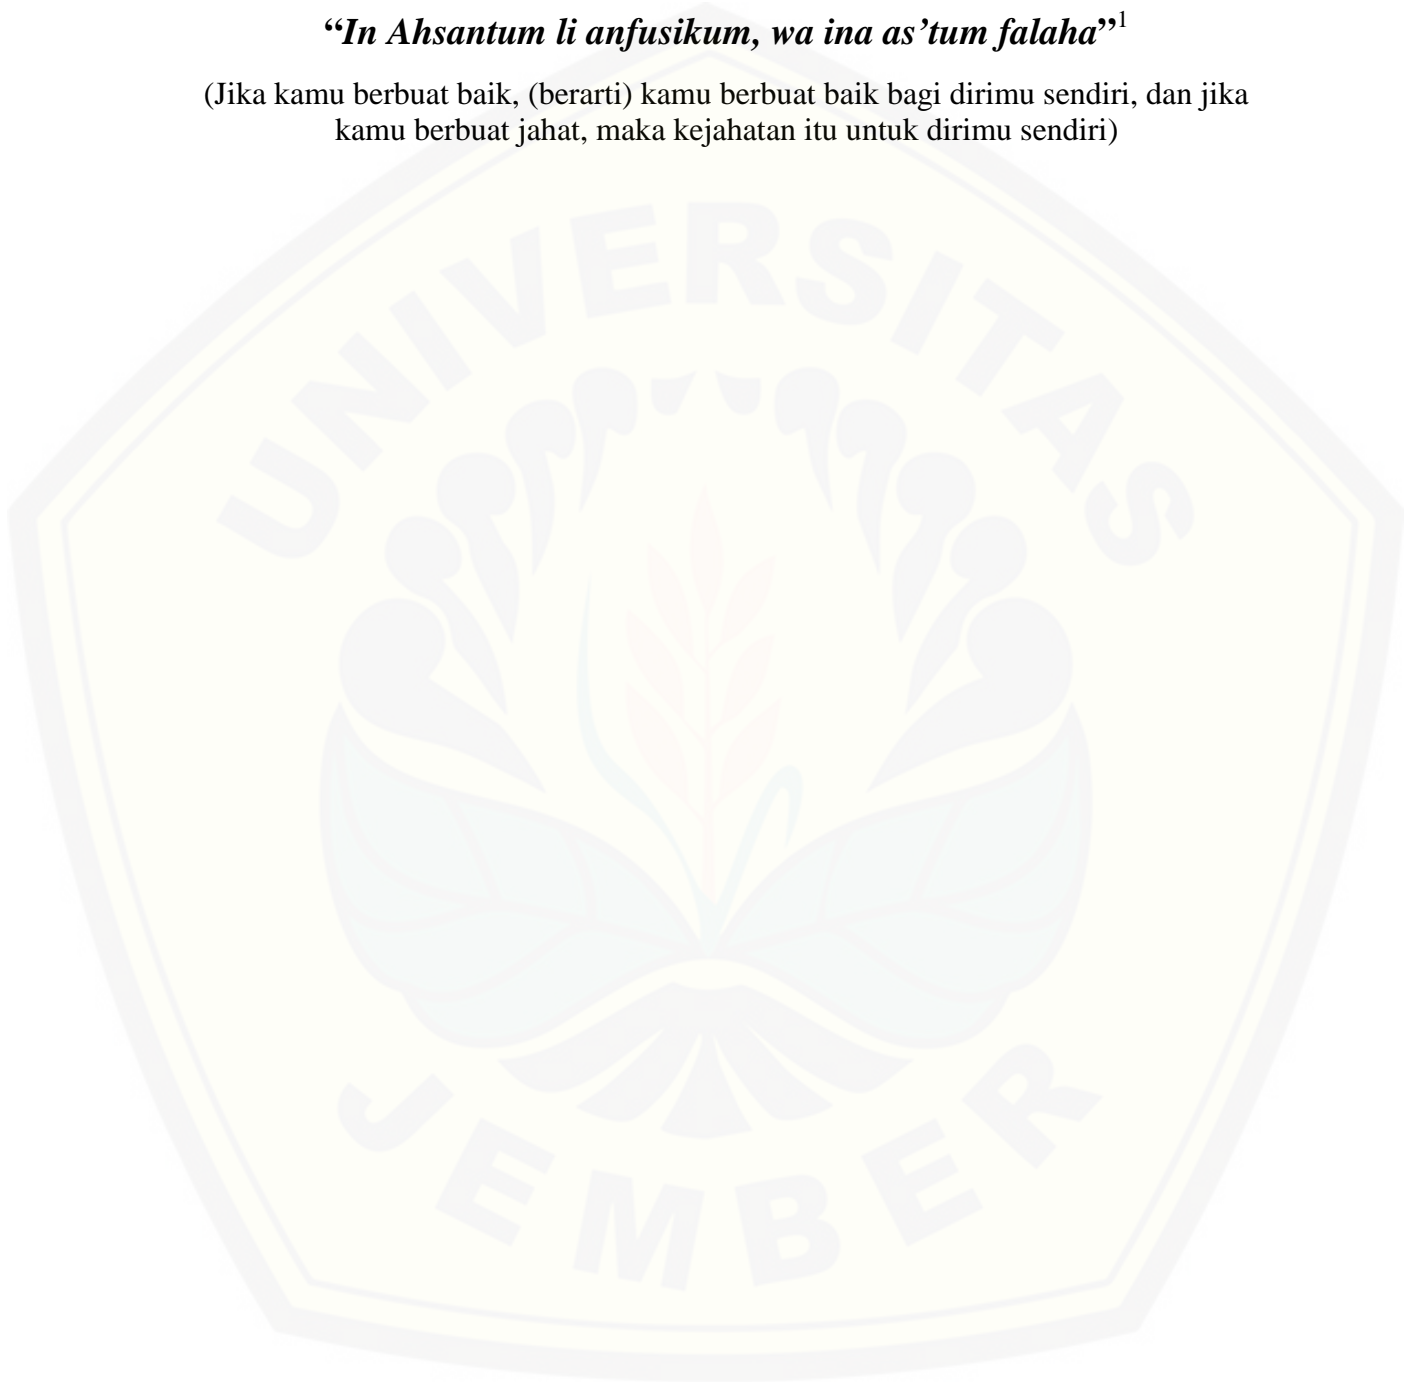 “In Ahsantum li anfusikum, wa ina as’tum falaha”1
(Jika kamu berbuat baik, (berarti) kamu berbuat baik bagi dirimu sendiri, dan jika
kamu berbuat jahat, maka kejahatan itu untuk dirimu sendiri)
UNIVERSITAS
JEMBER